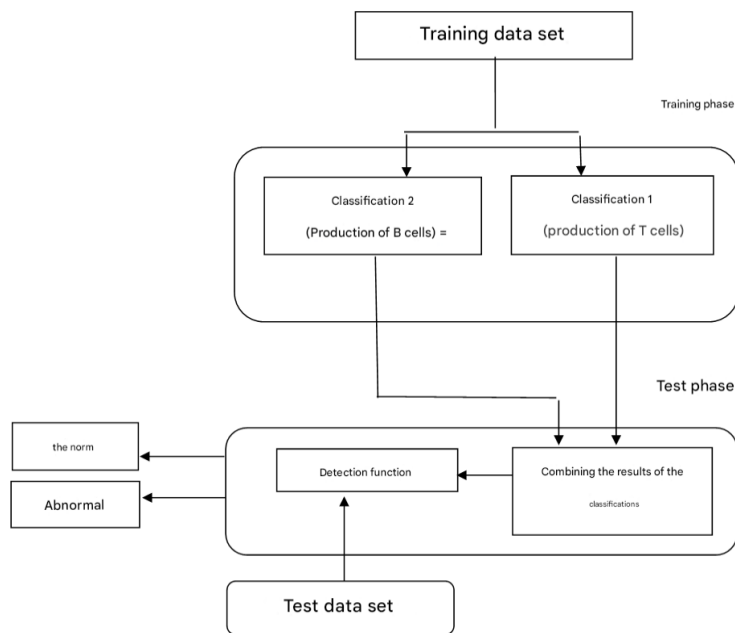 Training data set
Training phase
Classification 2
(Production of B cells) =
Classification 1
(production of T cells)
Test phase
the norm
Abnormal
Detection function
Combining the results of the
classifications
Test data set